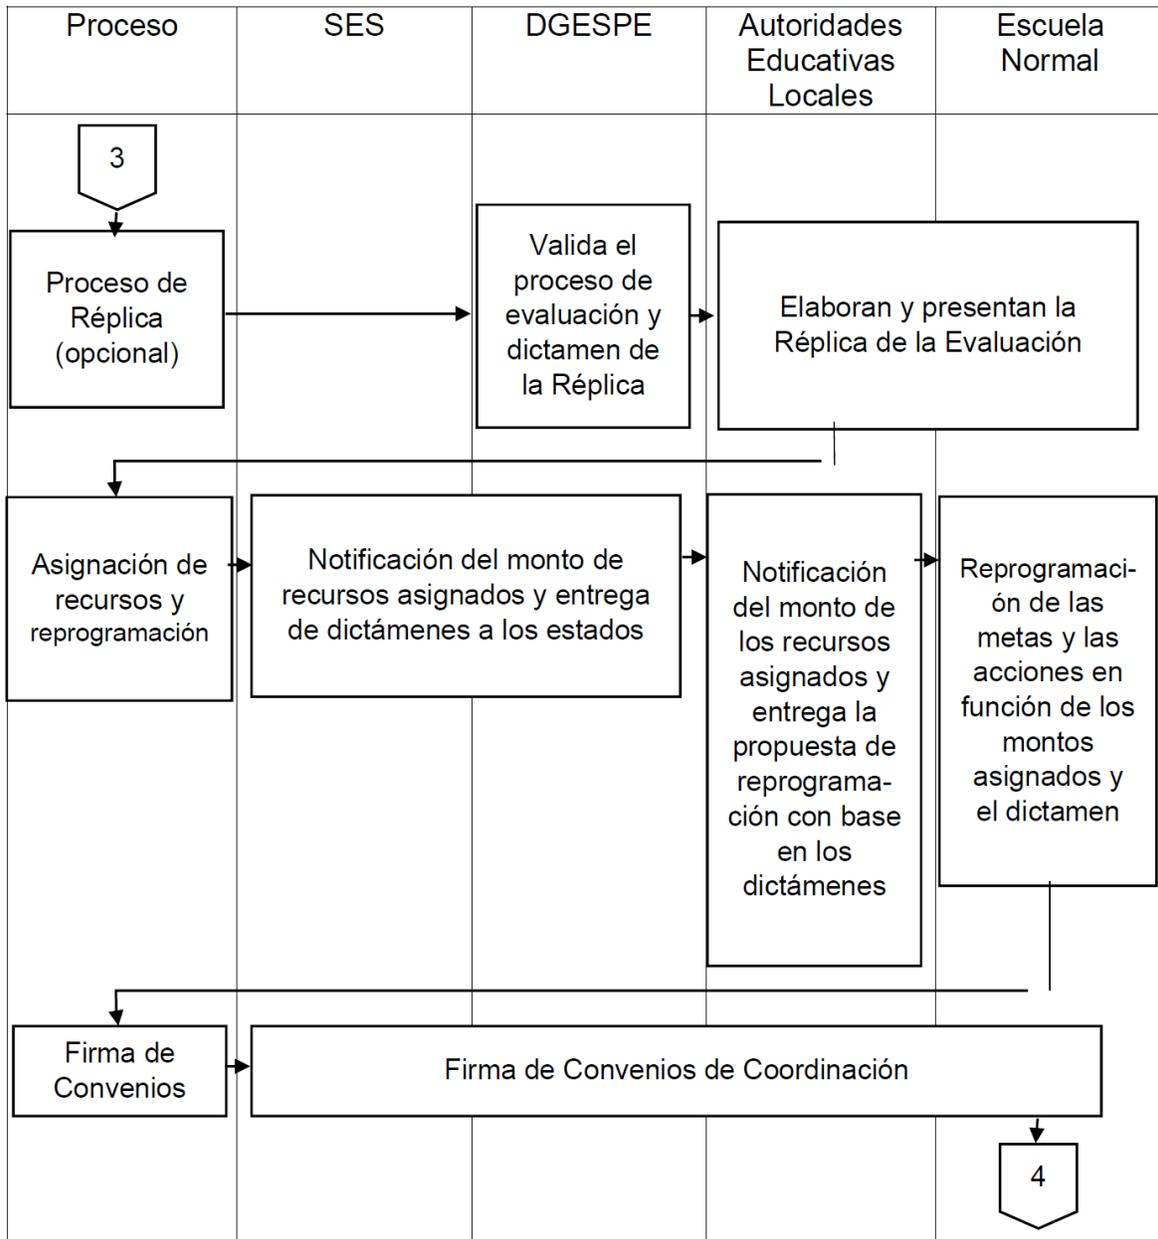 Proceso
SES
DGESPE
Autoridades
Educativas
Locales
Escuela
Normal
3
Proceso de
Réplica
(opcional)
Valida el
proceso de
evaluación y
dictamen de
la Réplica
Elaboran y presentan la
Réplica de la Evaluación
Asignación de
recursos y
reprogramación
Notificación del monto de
recursos asignados y entrega
de dictámenes a los estados
Notificación
del monto de
los recursos
asignados y
entrega la
propuesta de
reprograma-
ción con base
en los
dictámenes
Reprogramaci-
ón de las
metas y las
acciones en
función de los
montos
asignados y
el dictamen
Firma de
Convenios
Firma de Convenios de Coordinación
4